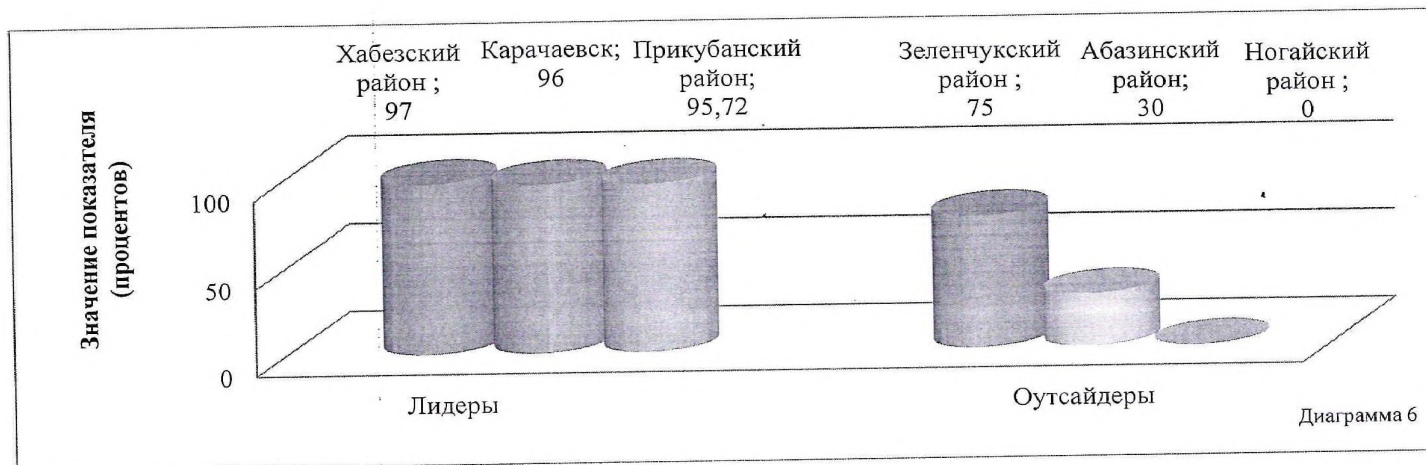 Хабезский район ; 97
Карачаевск; 96
Прикубанский район; 95,72
Зеленчукский район ; 75
Абазинский район; 30
Ногайский район ; 0
Значение показателя (процентов)
100
50
0
Лидеры
Оутсайдеры
Диаграмма 6